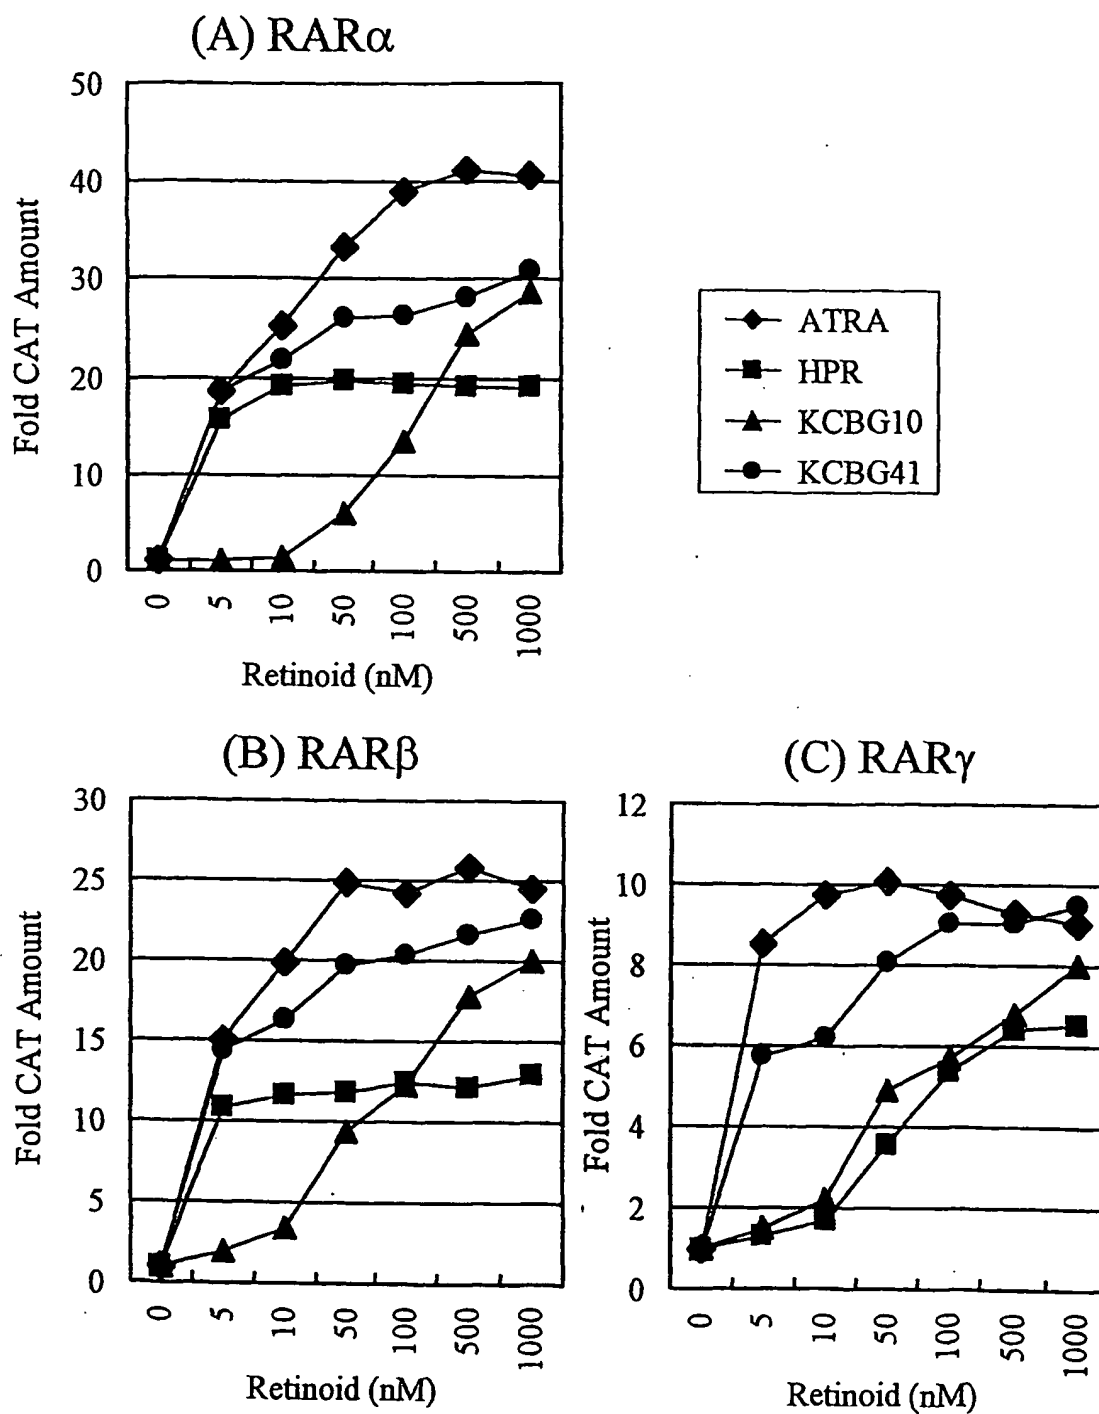 (A) RARα
50
40
30
20
10
0
Fold CAT Amount
0 5 10 50 100 500 1000
Retinoid (nM)
ATRA
HPR
KCBG10
KCBG41
(B) RARβ
30
25
20
15
10
5
0
Fold CAT Amount
0 5 10 50 100 500 1000
Retinoid (nM)
(C) RARγ
12
10
8
6
4
2
0
Fold CAT Amount
0 5 10 50 100 500 1000
Retinoid (nM)